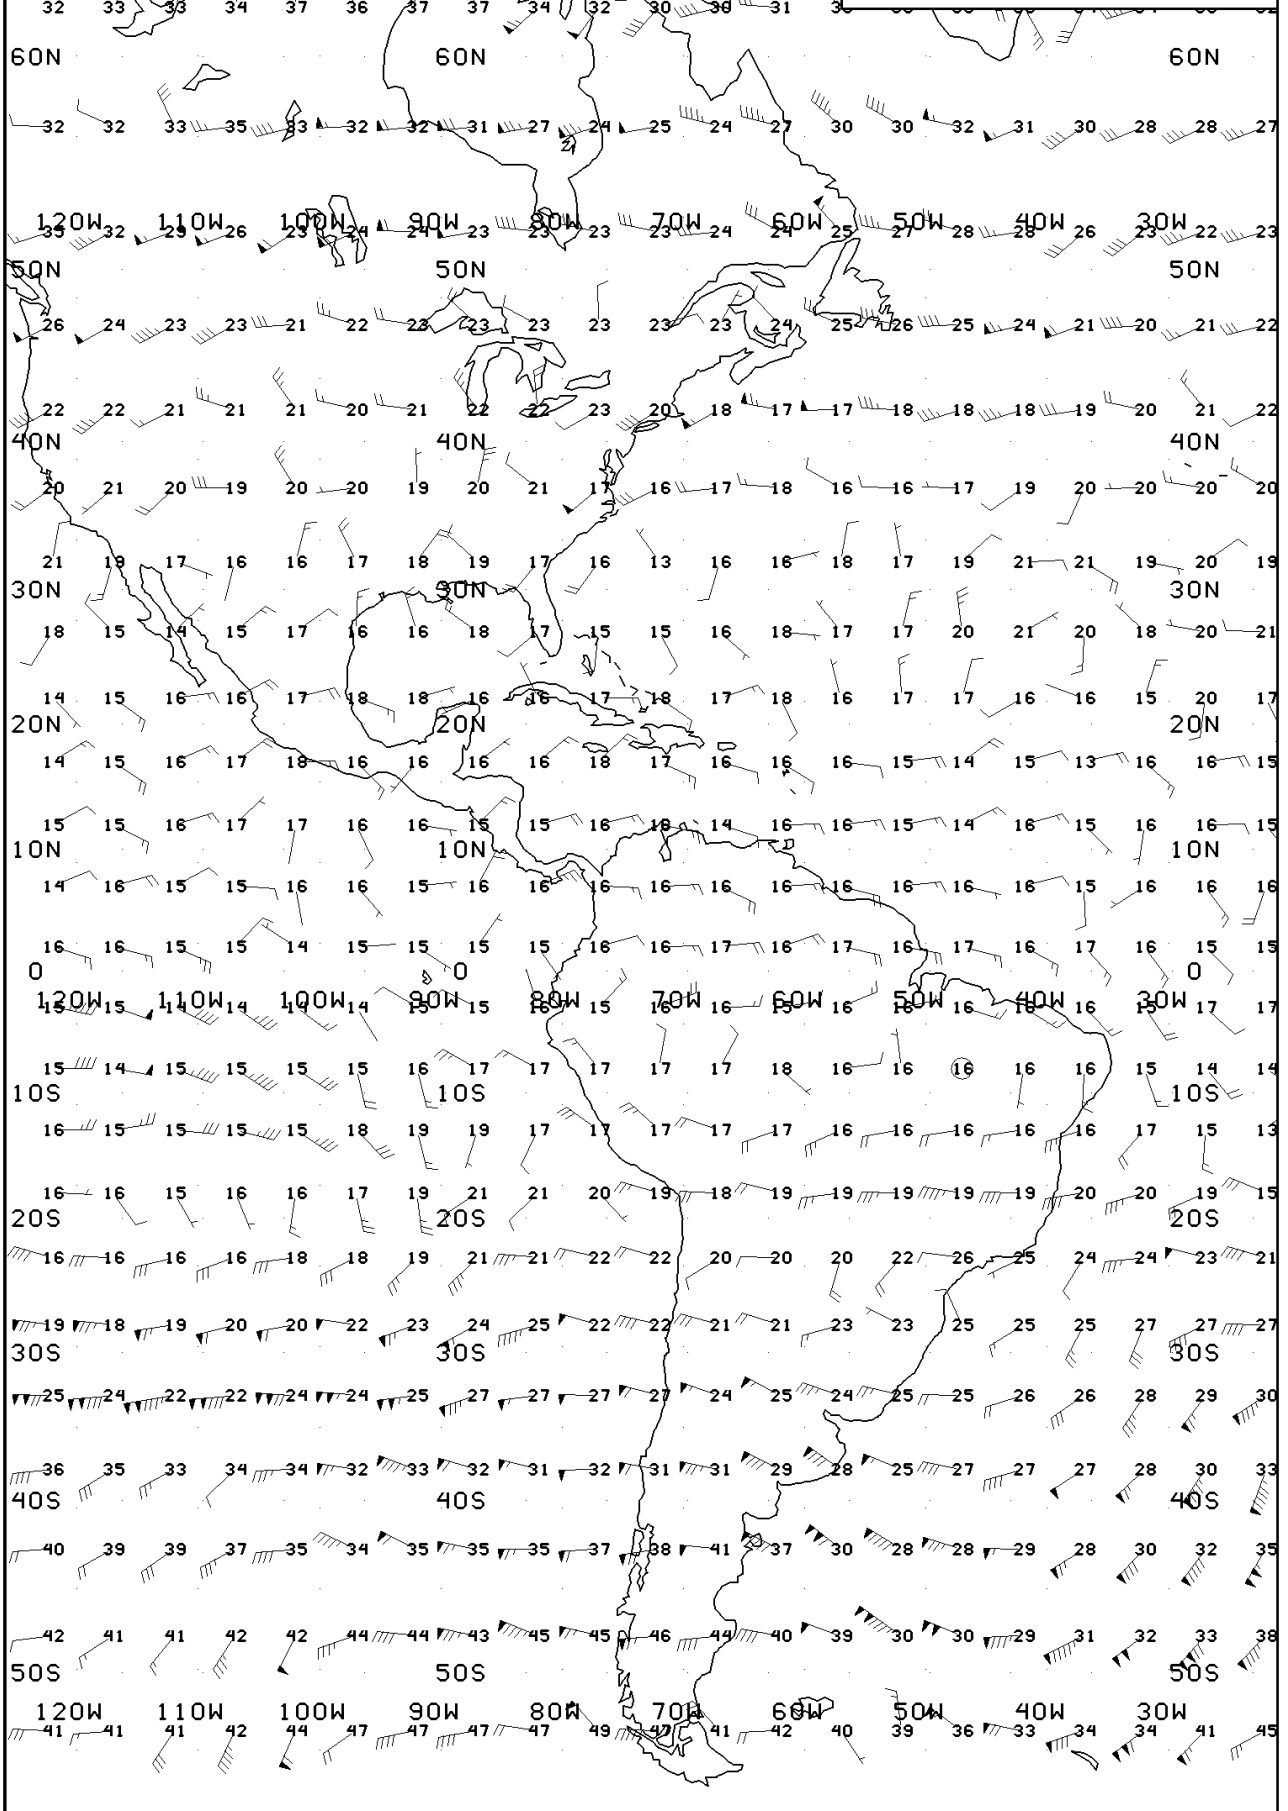 32 33 33 34 37 36 37 37 34 32 30 30 31
60N 60N 60N
32 32 33 35 33 32 32 31 27 24 25 24 27 30 30 32 31 30 28 28 27
120W 110W 100W 90W 80W 70W 60W 50W 40W 30W
35 32 29 26 23 24 24 23 23 23 23 24 24 25 27 28 28 26 23 22 23
50N 50N 50N
26 24 23 23 21 22 23 23 23 23 23 23 24 25 26 25 24 21 20 21 22
22 22 21 21 21 20 21 22 22 23 20 18 17 17 18 18 18 19 20 21 22
40N 40N 40N
20 21 20 19 20 20 19 20 21 17 16 17 18 16 16 17 19 20 20 20 20
21 19 17 16 16 17 18 19 17 16 13 16 16 18 17 19 21 21 19 20 19
30N 30N 30N
18 15 14 15 17 16 16 18 17 15 15 16 18 17 17 20 21 20 18 20 21
14 15 16 16 17 18 18 16 16 17 18 17 18 16 17 17 16 16 15 20 17
20N 20N 20N
14 15 16 17 18 16 16 16 16 18 17 16 16 16 15 14 15 13 16 16 15
15 15 16 17 17 16 16 15 15 16 18 14 16 16 15 14 16 15 16 16 15
10N 10N 10N
14 16 15 15 16 16 15 16 16 16 16 16 16 16 16 16 16 15 16 16 16
16 16 15 15 14 15 15 15 15 16 16 17 16 17 16 17 16 17 16 15 15
0 0 0
120W 110W 100W 90W 80W 70W 60W 50W 40W 30W
15 15 15 14 14 14 15 15 16 15 16 16 15 16 16 16 16 16 15 17 17
15 14 15 15 15 15 16 17 17 17 17 17 18 16 16 16 16 16 15 14 14
10S 10S 10S
16 15 15 15 15 18 19 19 17 17 17 17 17 16 16 16 16 16 17 15 13
16 16 15 16 16 17 19 21 21 20 19 18 19 19 19 19 19 20 20 19 15
20S 20S 20S
16 16 16 16 18 18 19 21 21 22 22 20 20 20 22 26 25 24 24 23 21
19 18 19 20 20 22 23 24 25 22 22 21 21 23 23 25 25 25 27 27 27
30S 30S 30S
25 24 22 22 24 24 25 27 27 27 27 24 25 24 25 25 26 26 28 29 30
36 35 33 34 34 32 33 32 31 32 31 31 29 28 25 27 27 27 28 30 33
40S 40S 40S
40 39 39 37 35 34 35 35 35 37 38 41 37 30 28 28 29 28 30 32 35
42 41 41 42 42 44 44 43 45 45 46 44 40 39 30 30 29 31 32 33 38
50S 50S 50S
120W 110W 100W 90W 80W 70W 60W 50W 40W 30W
41 41 41 42 44 47 47 47 47 49 47 41 42 40 39 36 33 34 34 41 45